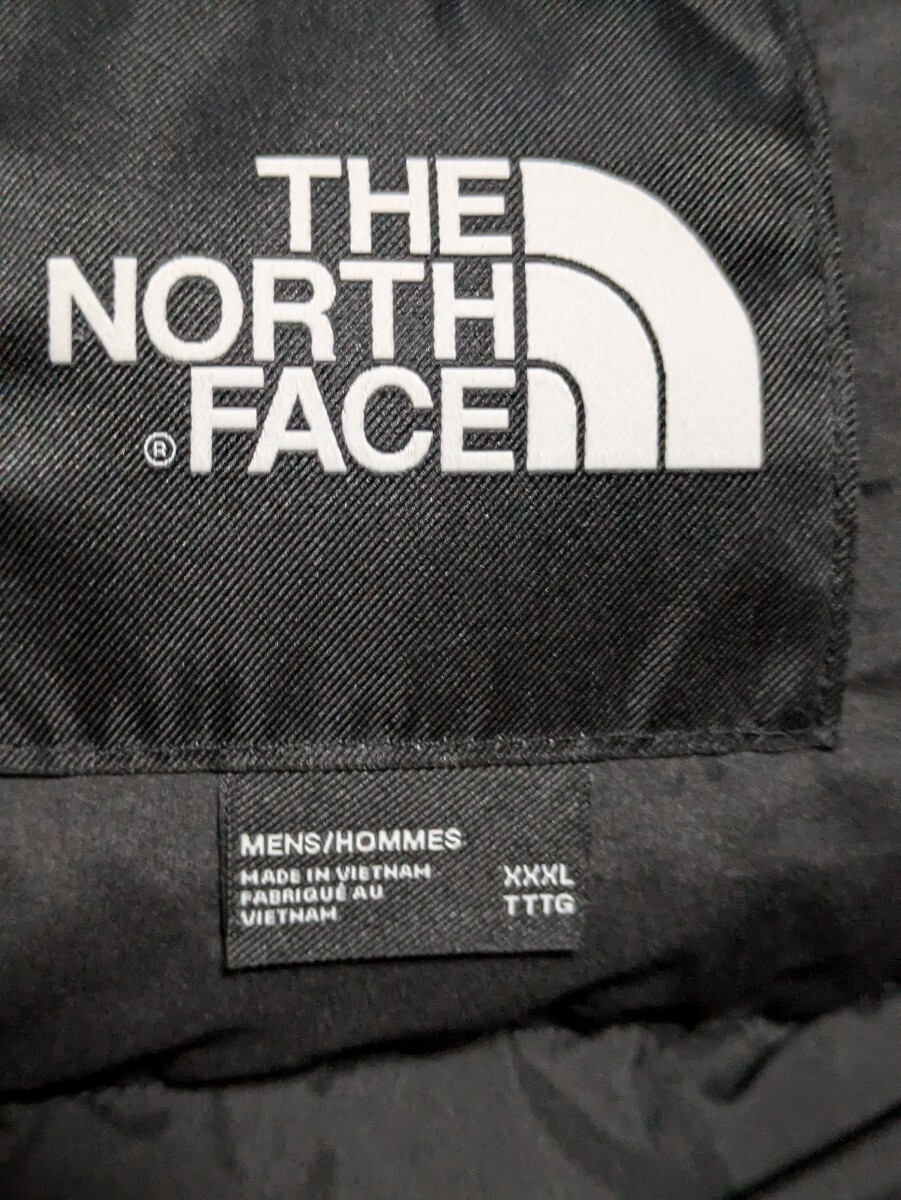 THE
NORTH
® FACE
MENS/HOMMES
MADE IN VIETNAM
FABRIQUÉ AU
VIETNAM
XXXL
TTTG